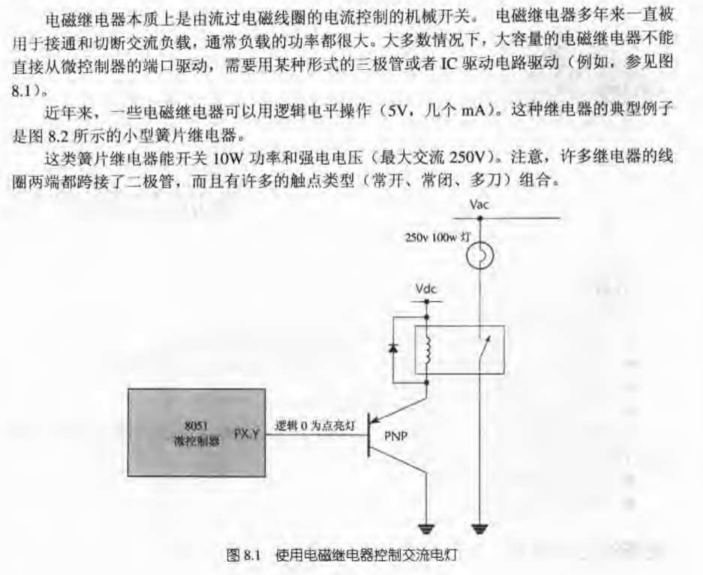 电磁继电器本质上是由流过电磁线圈的电流控制的机械开关。 电磁继电器多年来一直被
用于接通和切断交流负载，通常负载的功率都很大。大多数情况下，大容量的电磁继电器不能
直接从微控制器的端口驱动，需要用某种形式的三极管或者 IC 驱动电路驱动（例如，参见图
8.1）。
近年来，一些电磁继电器可以用逻辑电平操作（5V，几个 mA）。这种继电器的典型例子
是图 8.2 所示的小型簧片继电器。
这类簧片继电器能开关 10W 功率和强电电压（最大交流 250V）。注意，许多继电器的线
圈两端都跨接了二极管，而且有许多的触点类型（常开、常闭、多刀）组合。
Vac
250v 100w 灯
Vdc
8051
微控制器
PX.Y
逻辑 0 为点亮灯
PNP
图 8.1 使用电磁继电器控制交流电灯